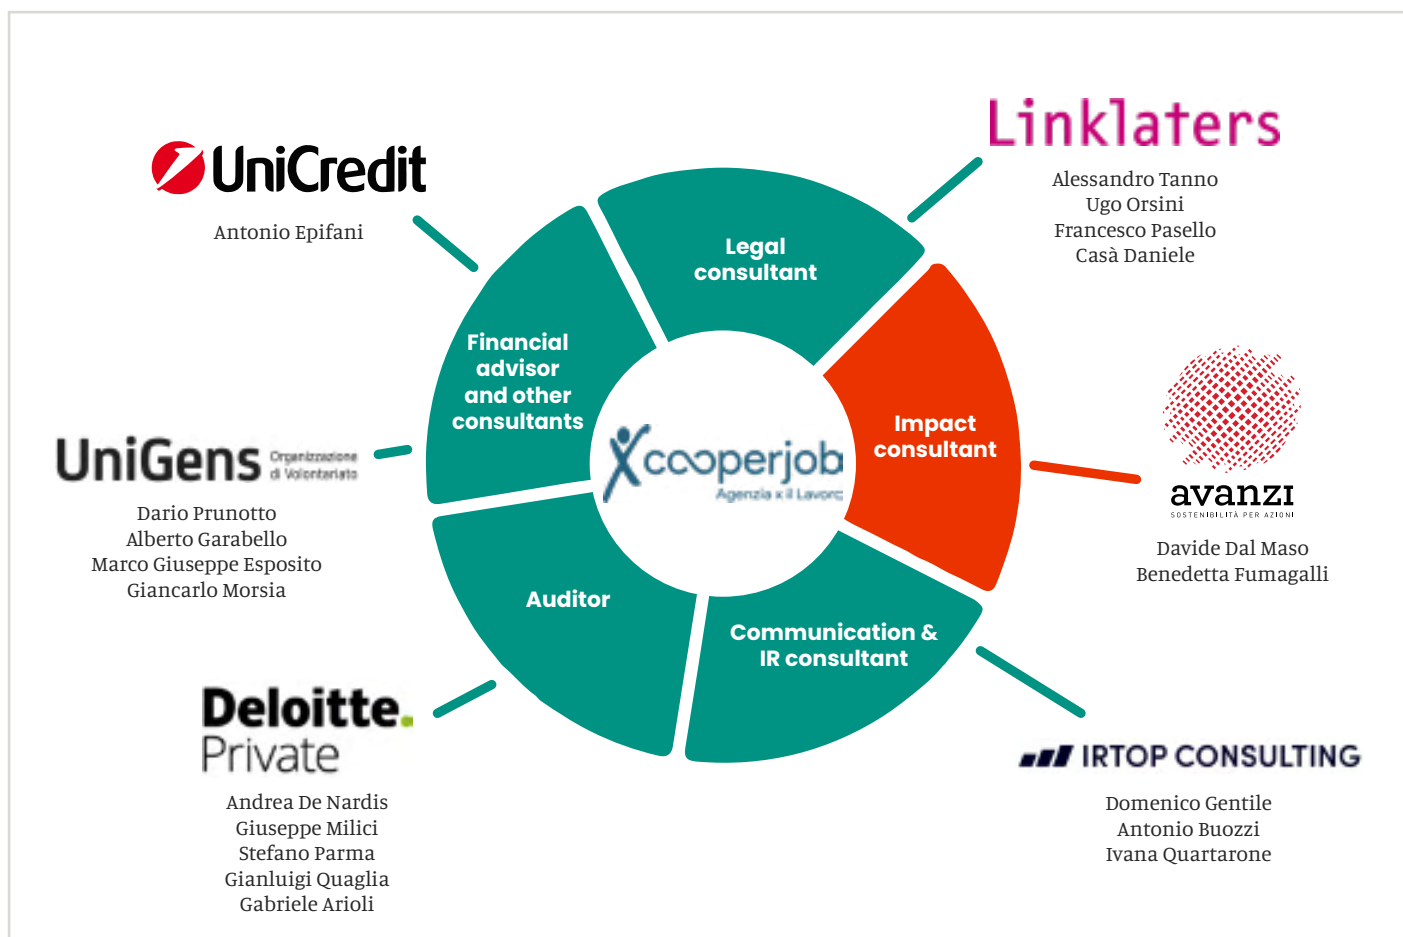 UniCredit
Antonio Epifani
Linklaters
Alessandro Tanno
Ugo Orsini
Francesco Pasello
Casà Daniele
Legal
consultant
Financial
advisor
and other
consultants
Impact
consultant
cooperjob
Agenzia x il Lavoro
UniGens
Organizzazione
di Volontariato
Dario Prunotto
Alberto Garabello
Marco Giuseppe Esposito
Giancarlo Morsia
avanzi
SOSTENIBILITÀ PER AZIONI
Davide Dal Maso
Benedetta Fumagalli
Auditor
Communication &
IR consultant
Deloitte.
Private
Andrea De Nardis
Giuseppe Milici
Stefano Parma
Gianluigi Quaglia
Gabriele Arioli
IRTOP CONSULTING
Domenico Gentile
Antonio Buozzi
Ivana Quartarone